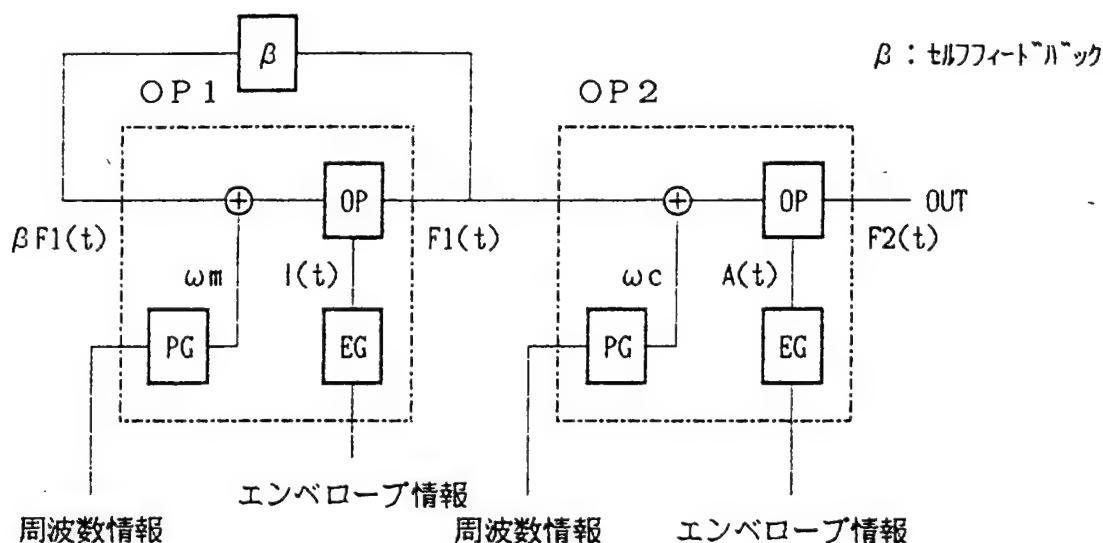 β
β : セルフフィードバック
OP1
OP2
OP
OP
OUT
βF1(t)
F1(t)
F2(t)
ωm
I(t)
ωc
A(t)
PG
EG
PG
EG
エンベロープ情報
周波数情報
周波数情報
エンベロープ情報